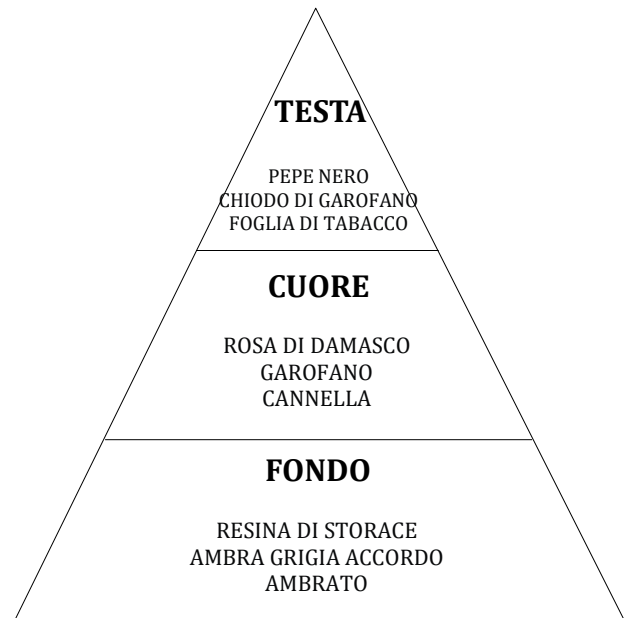 TESTA
PEPE NERO
CHIODO DI GAROFANO
FOGLIA DI TABACCO
CUORE
ROSA DI DAMASCO
GAROFANO
CANNELLA
FONDO
RESINA DI STORACE
AMBRA GRIGIA ACCORDO
AMBRATO